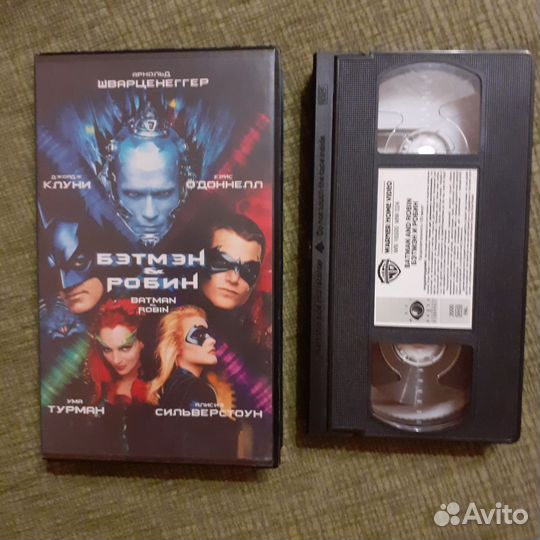 АРНОЛЬД
ШВАРЦЕНЕГГЕР
ДЖОРДЖ
КЛУНИ
КРИС
О'ДОННЕЛЛ
БЭТМЭН
&
РОБИН
BATMAN
&
ROBIN
УМА
ТУРМАН
АЛИСИЯ
СИЛЬВЕРСТОУН
WARNER HOME VIDEO
BATMAN AND ROBIN
БЭТМЭН И РОБИН
Avito